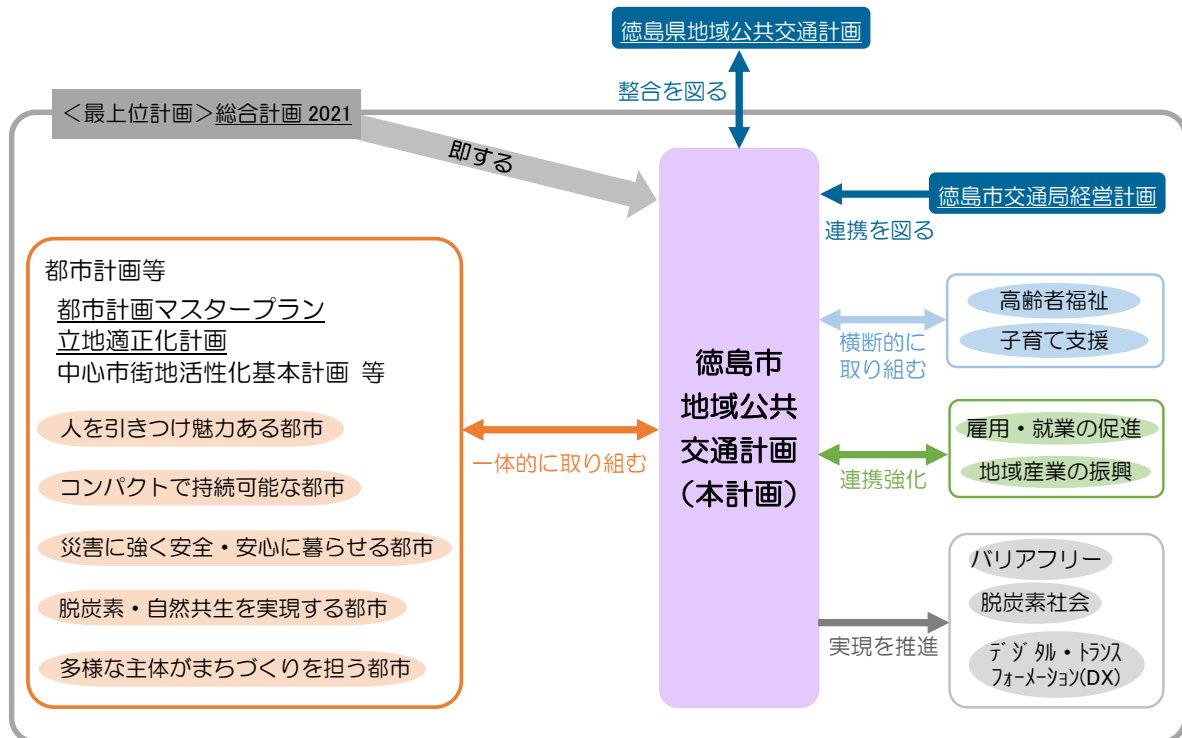 徳島県地域公共交通計画
整合を図る
＜最上位計画＞総合計画 2021
即する
徳島市交通局経営計画
連携を図る
都市計画等
都市計画マスタープラン
立地適正化計画
中心市街地活性化基本計画 等
人を引きつけ魅力ある都市
コンパクトで持続可能な都市
災害に強く安全・安心に暮らせる都市
脱炭素・自然共生を実現する都市
多様な主体がまちづくりを担う都市
一体的に取り組む
徳島市
地域公共
交通計画
（本計画）
高齢者福祉
子育て支援
横断的に
取り組む
雇用・就業の促進
地域産業の振興
連携強化
バリアフリー
脱炭素社会
ﾃﾞｼﾞﾀﾙ・ﾄﾗﾝｽ
ﾌｫｰﾒｰｼｮﾝ(DX)
実現を推進